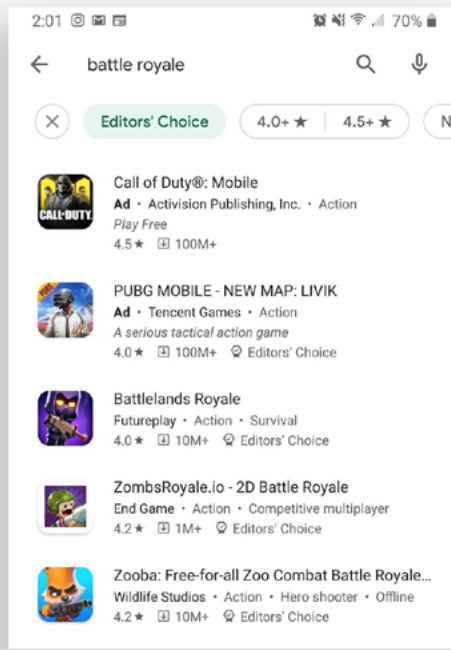 2:01 70%
battle royale
Editors' Choice 4.0+ ★ 4.5+ ★ N
Call of Duty®: Mobile
CALL·DUTY
Ad • Activision Publishing, Inc. • Action
Play Free
4.5 ★ 100M+
PUBG MOBILE - NEW MAP: LIVIK
PUBG
Ad • Tencent Games • Action
A serious tactical action game
4.0 ★ 100M+ Editors' Choice
Battlelands Royale
Futureplay • Action • Survival
4.0 ★ 10M+ Editors' Choice
ZombsRoyale.io - 2D Battle Royale
End Game • Action • Competitive multiplayer
4.2 ★ 1M+ Editors' Choice
Zooba: Free-for-all Zoo Combat Battle Royale...
Wildlife Studios • Action • Hero shooter • Offline
4.2 ★ 10M+ Editors' Choice